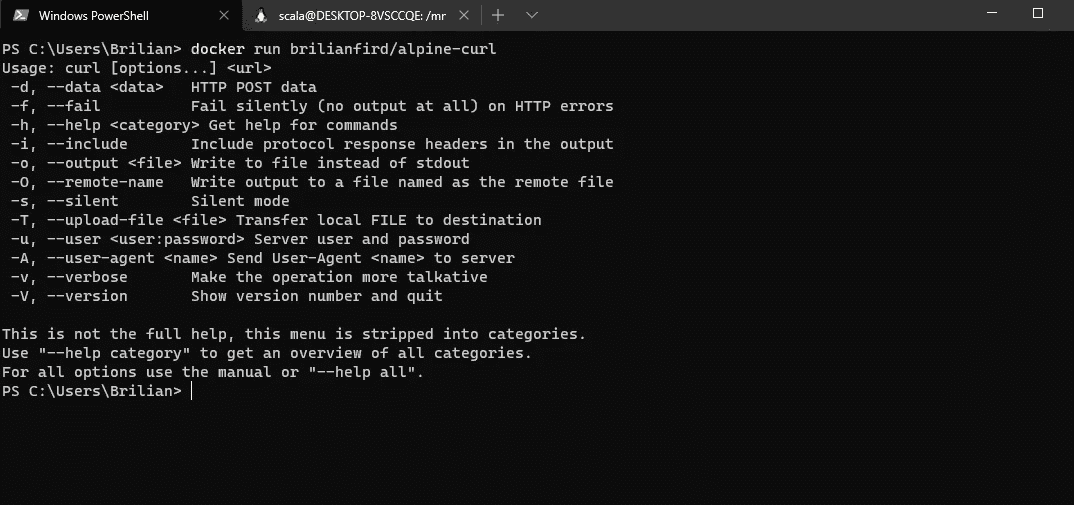 Windows PowerShell
scala@DESKTOP-8VSCCQE: /mr
PS C:\Users\Brilian> docker run brilianfird/alpine-curl
Usage: curl [options...] <url>
 -d, --data <data>   HTTP POST data
 -f, --fail          Fail silently (no output at all) on HTTP errors
 -h, --help <category> Get help for commands
 -i, --include       Include protocol response headers in the output
 -o, --output <file> Write to file instead of stdout
 -O, --remote-name   Write output to a file named as the remote file
 -s, --silent        Silent mode
 -T, --upload-file <file> Transfer local FILE to destination
 -u, --user <user:password> Server user and password
 -A, --user-agent <name> Send User-Agent <name> to server
 -v, --verbose       Make the operation more talkative
 -V, --version       Show version number and quit

This is not the full help, this menu is stripped into categories.
Use "--help category" to get an overview of all categories.
For all options use the manual or "--help all".
PS C:\Users\Brilian>